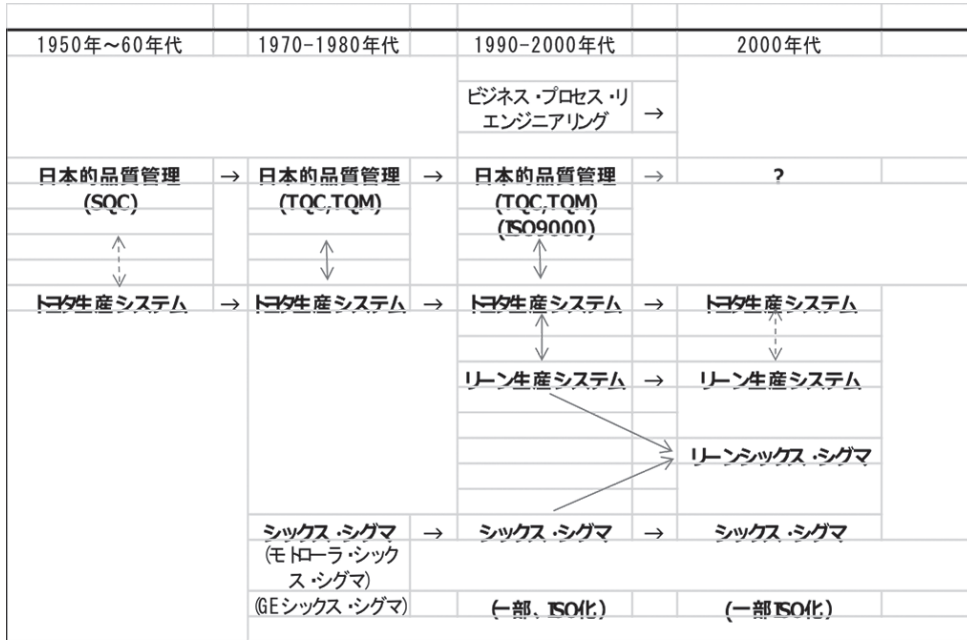 1950年～60年代 1970-1980年代 1990-2000年代 2000年代
ビジネス・プロセス・リ
エンジニアリング →
日本的品質管理 → 日本的品質管理 → 日本的品質管理 → ?
(SQC) (TQC,TQM) (TQC,TQM)
(ISO9000)
トヨタ生産システム → トヨタ生産システム → トヨタ生産システム → トヨタ生産システム
リーン生産システム → リーン生産システム
リーンシックス・シグマ
シックス・シグマ → シックス・シグマ → シックス・シグマ
(モトローラ・シック
ス・シグマ)
(GEシックス・シグマ) (一部、ISO化) (一部ISO化)